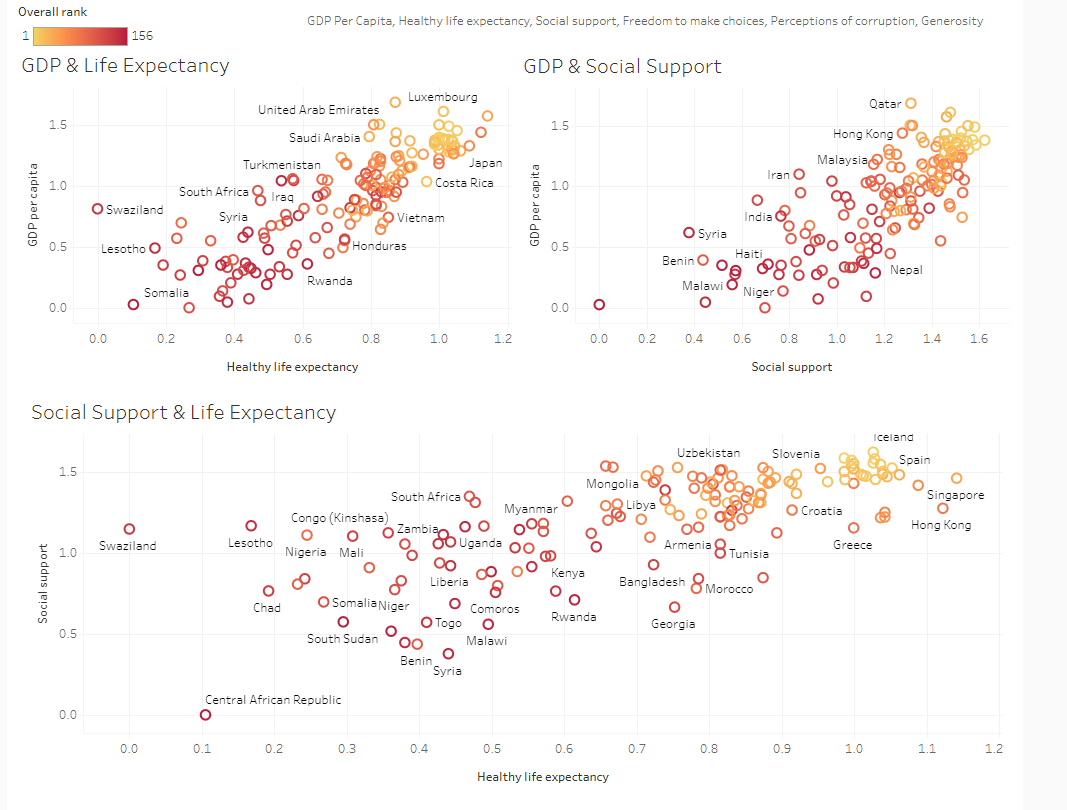 Overall rank
1 156
GDP Per Capita, Healthy life expectancy, Social support, Freedom to make choices, Perceptions of corruption, Generosity
GDP & Life Expectancy
GDP per capita
1.5
1.0
0.5
0.0
Luxembourg
United Arab Emirates
Saudi Arabia
Japan
Turkmenistan
Costa Rica
South Africa
Iraq
Swaziland
Syria
Vietnam
Lesotho
Honduras
Rwanda
Somalia
0.0 0.2 0.4 0.6 0.8 1.0 1.2
Healthy life expectancy
GDP & Social Support
GDP per capita
1.5
1.0
0.5
0.0
Qatar
Hong Kong
Malaysia
Iran
India
Syria
Haiti
Benin
Nepal
Malawi
Niger
0.0 0.2 0.4 0.6 0.8 1.0 1.2 1.4 1.6
Social support
Social Support & Life Expectancy
Social support
1.5
1.0
0.5
0.0
Iceland
Uzbekistan Slovenia
Spain
Mongolia
South Africa
Singapore
Myanmar Libya
Croatia
Congo (Kinshasa)
Hong Kong
Zambia
Swaziland Lesotho Uganda Armenia Greece
Nigeria Mali Tunisia
Kenya
Liberia Bangladesh
Morocco
Chad Somalia Niger Comoros
Rwanda
Togo Georgia
South Sudan Malawi
Benin
Syria
Central African Republic
0.0 0.1 0.2 0.3 0.4 0.5 0.6 0.7 0.8 0.9 1.0 1.1 1.2
Healthy life expectancy